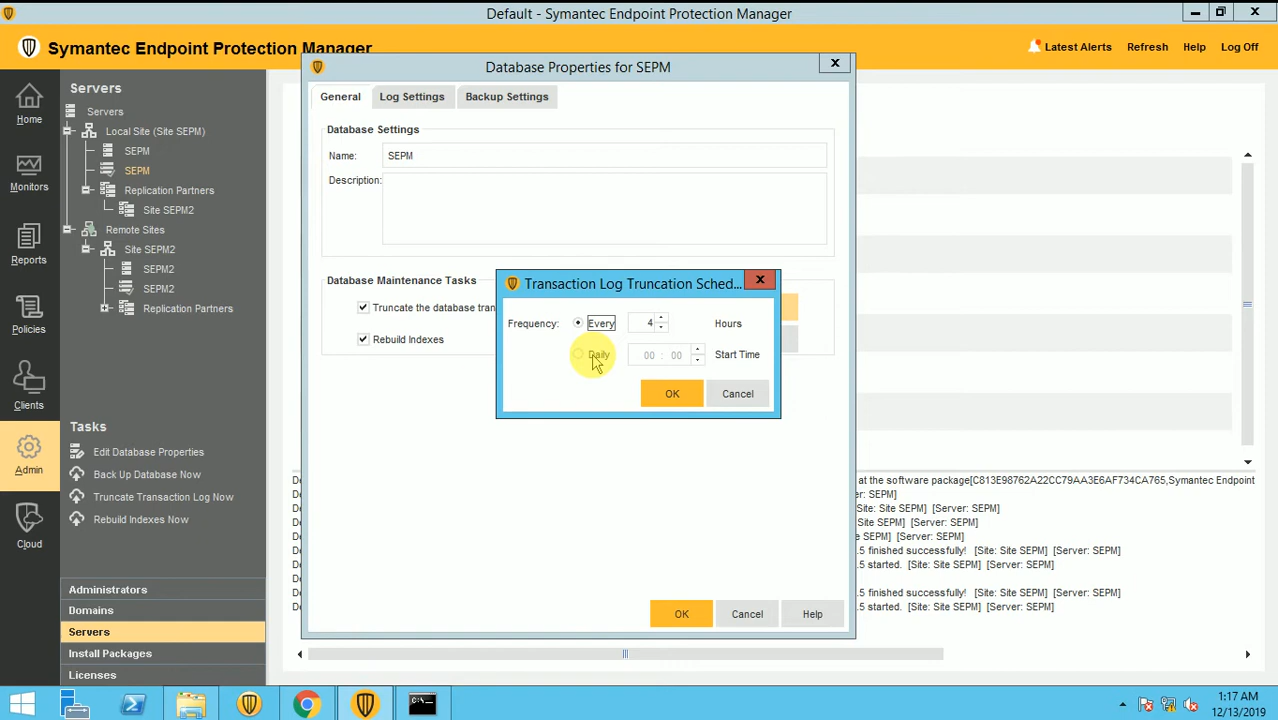 Default - Symantec Endpoint Protection Manager
Symantec Endpoint Protection Manager
Latest Alerts
Refresh
Help
Log Off
Home
Monitors
Reports
Policies
Clients
Admin
Cloud
Servers
Servers
Local Site (Site SEPM)
SEPM
SEPM
Replication Partners
Site SEPM2
Remote Sites
Site SEPM2
SEPM2
SEPM2
Replication Partners
Tasks
Edit Database Properties
Back Up Database Now
Truncate Transaction Log Now
Rebuild Indexes Now
Administrators
Domains
Servers
Install Packages
Licenses
Database Properties for SEPM
General
Log Settings
Backup Settings
Database Settings
Name:
SEPM
Description:
Database Maintenance Tasks
Truncate the database tran
Rebuild Indexes
Transaction Log Truncation Sched...
Frequency:
Every
4
Hours
Daily
00 : 00
Start Time
OK
Cancel
OK
Cancel
Help
at the software package[C813E98762A22CC79AA3E6AF734CA765,Symantec Endpoint
er: SEPM]
Site: Site SEPM] [Server: SEPM]
te SEPM] [Server: SEPM]
e SEPM] [Server: SEPM]
.5 finished successfully! [Site: Site SEPM] [Server: SEPM]
.5 started. [Site: Site SEPM] [Server: SEPM]
.5 finished successfully! [Site: Site SEPM] [Server: SEPM]
.5 started. [Site: Site SEPM] [Server: SEPM]
1:17 AM
12/13/2019